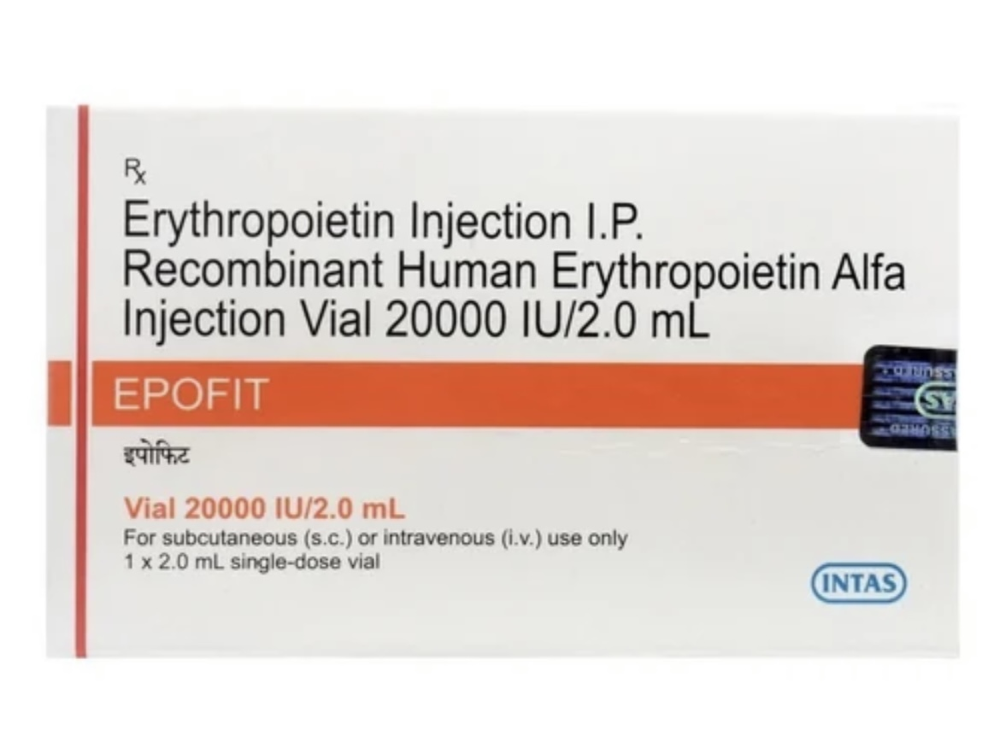 Rx
Erythropoietin Injection I.P.
Recombinant Human Erythropoietin Alfa
Injection Vial 20000 IU/2.0 mL
EPOFIT
इपोफिट
Vial 20000 IU/2.0 mL
For subcutaneous (s.c.) or intravenous (i.v.) use only
1 x 2.0 mL single-dose vial
INTAS